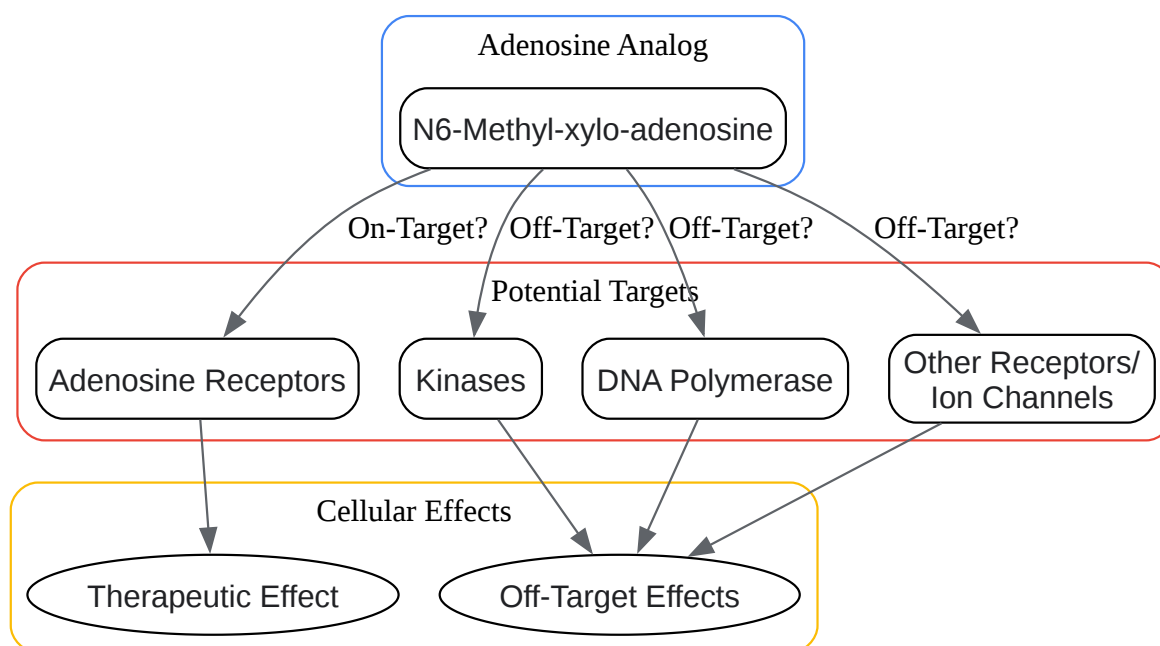 Adenosine Analog
N6-Methyl-xylo-adenosine
On-Target?
Off-Target?
Off-Target?
Off-Target?
Potential Targets
Adenosine Receptors
Kinases
DNA Polymerase
Other Receptors/
Ion Channels
Cellular Effects
Therapeutic Effect
Off-Target Effects